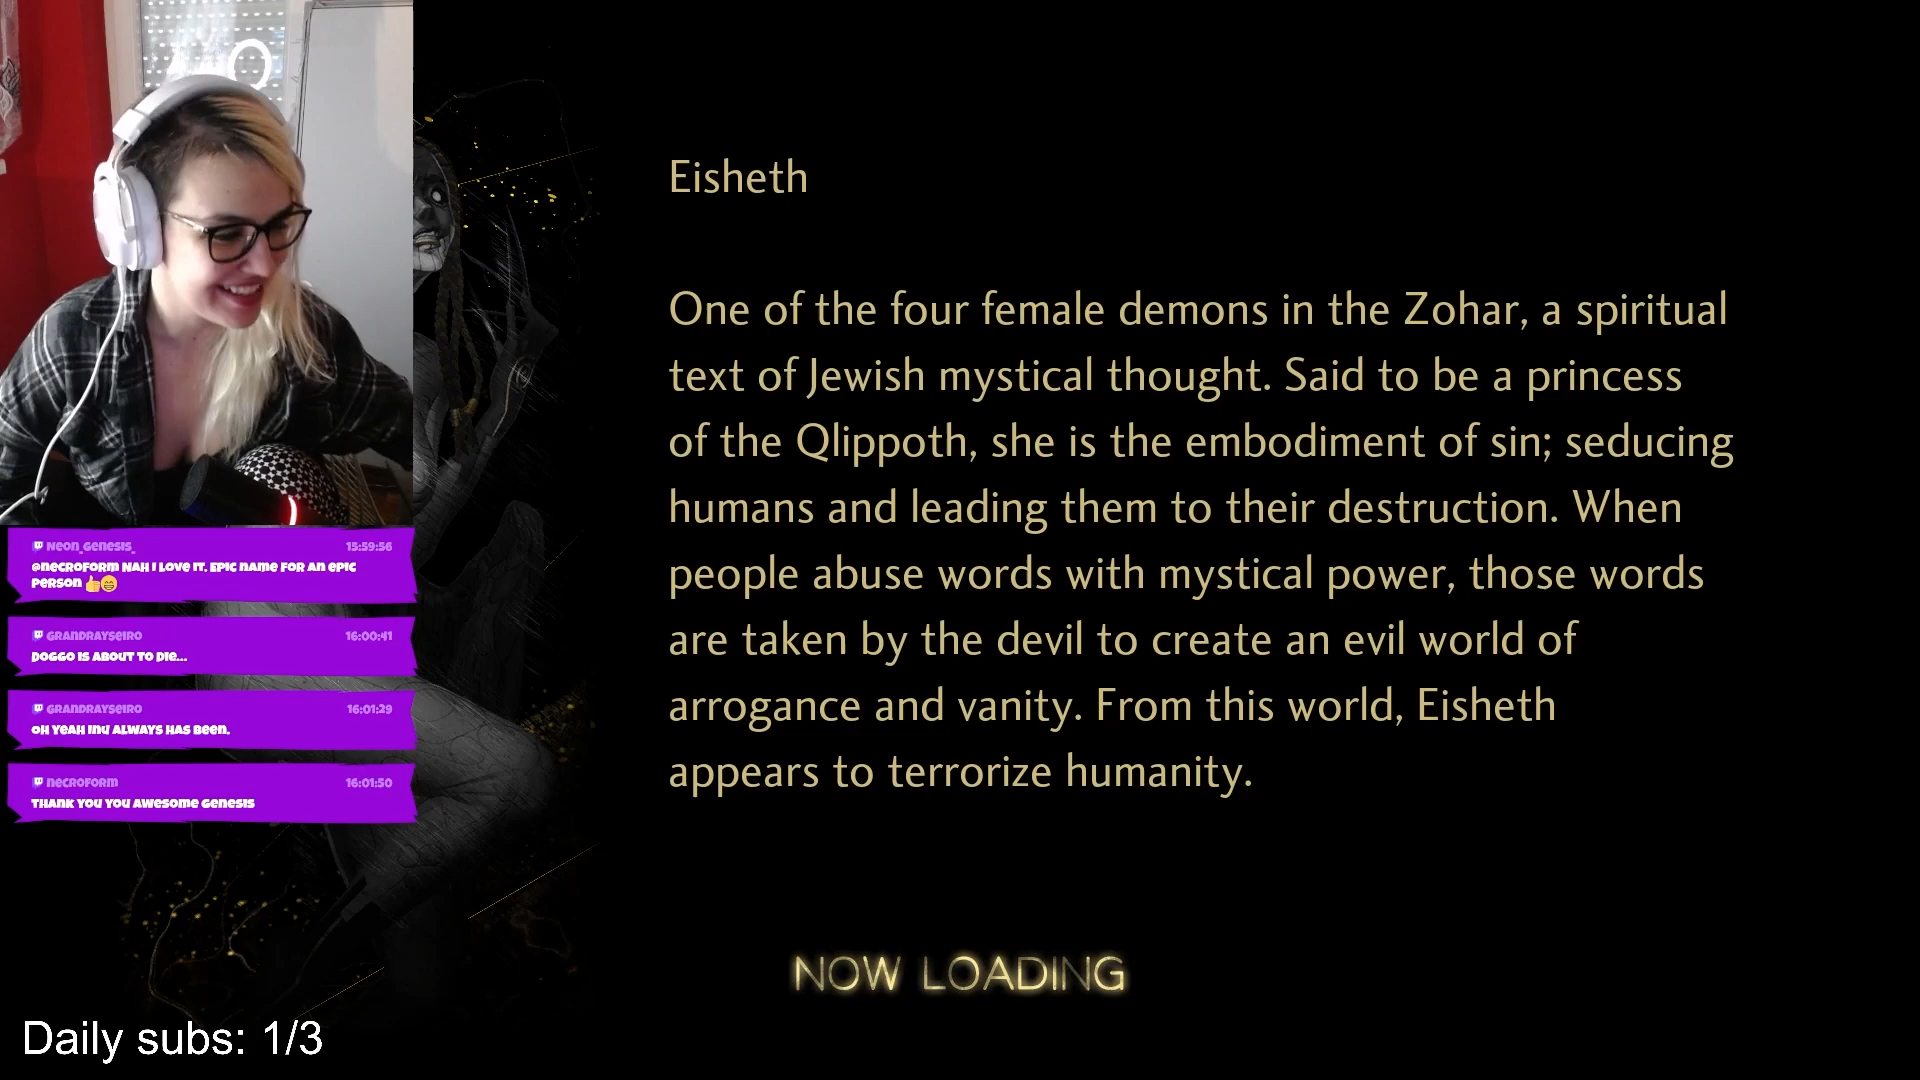 Eisheth
One of the four female demons in the Zohar, a spiritual
text of Jewish mystical thought. Said to be a princess
of the Qlippoth, she is the embodiment of sin; seducing
humans and leading them to their destruction. When
people abuse words with mystical power, those words
are taken by the devil to create an evil world of
arrogance and vanity. From this world, Eisheth
appears to terrorize humanity.
NOW LOADING
Neon_Genesis_ 15:59:56
@necroform Nah I love it. Epic name for an epic
person 👍😄
GrandRaySeiro 16:00:41
Doggo is about to die...
GrandRaySeiro 16:01:29
Oh yeah Inu always has been.
necroform 16:01:50
Thank you you awesome Genesis
Daily subs: 1/3